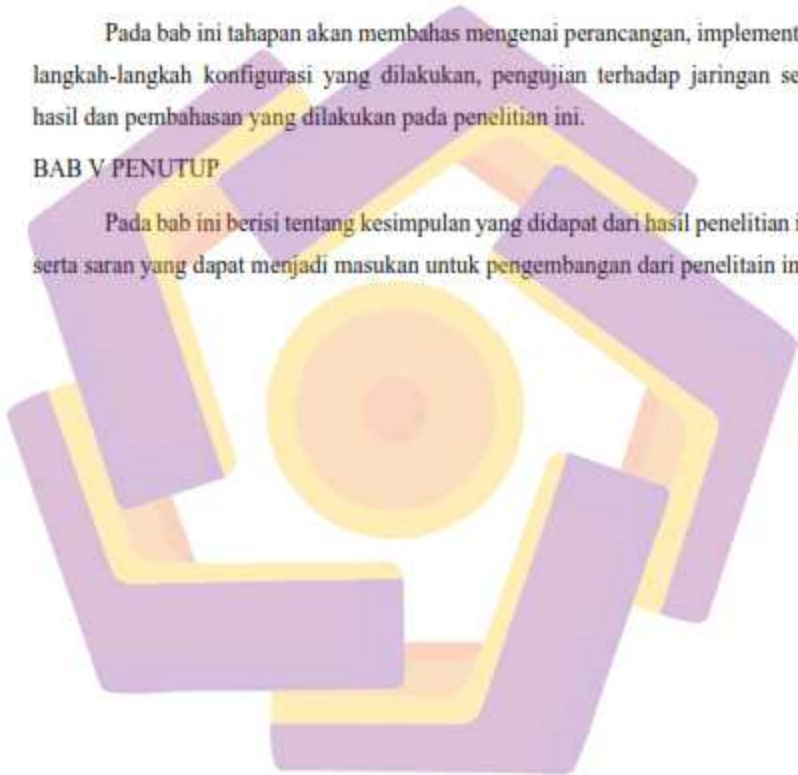 Pada bab ini tahapan akan membahas mengenai perancangan, implement
langkah-langkah konfigurasi yang dilakukan, pengujian terhadap jaringan se
hasil dan pembahasan yang dilakukan pada penelitian ini.
BAB V PENUTUP
Pada bab ini berisi tentang kesimpulan yang didapat dari hasil penelitian i
serta saran yang dapat menjadi masukan untuk pengembangan dari penelitain in